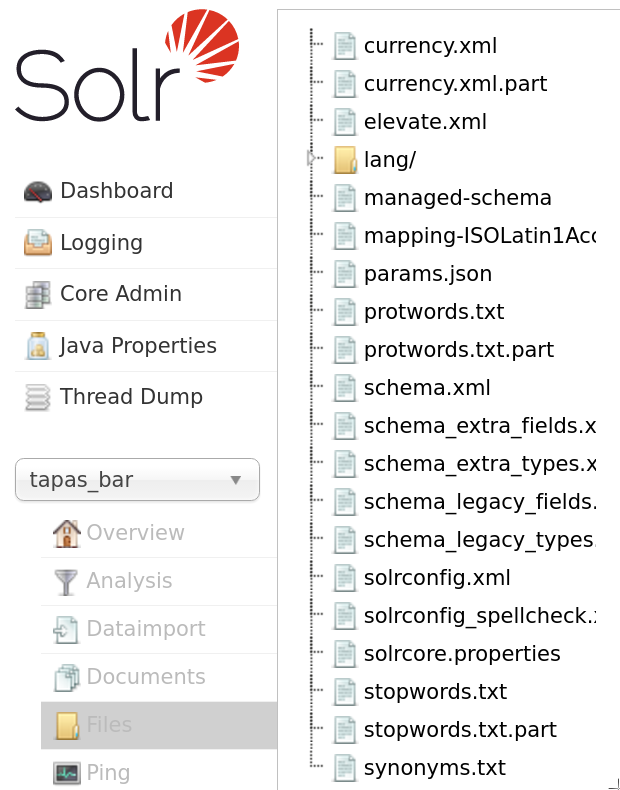 Solr
Dashboard
Logging
Core Admin
Java Properties
Thread Dump
tapas_bar
Overview
Analysis
Dataimport
Documents
Files
Ping
currency.xml
currency.xml.part
elevate.xml
lang/
managed-schema
mapping-ISOLatin1Acc
params.json
protwords.txt
protwords.txt.part
schema.xml
schema_extra_fields.x
schema_extra_types.x
schema_legacy_fields.
schema_legacy_types.
solrconfig.xml
solrconfig_spellcheck.x
solrcore.properties
stopwords.txt
stopwords.txt.part
synonyms.txt